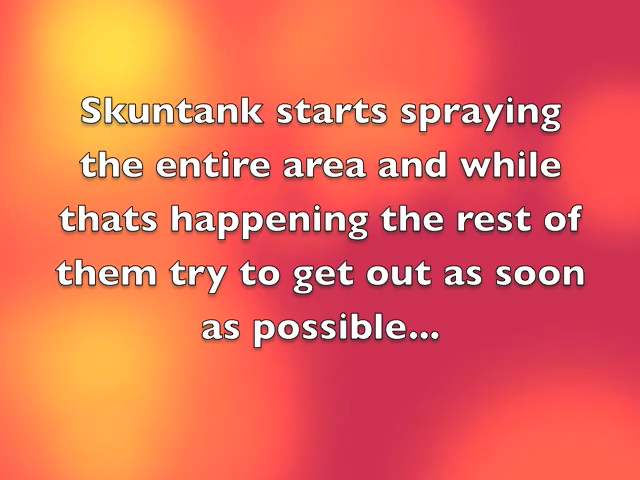 Skuntank starts spraying
the entire area and while
thats happening the rest of
them try to get out as soon
as possible...